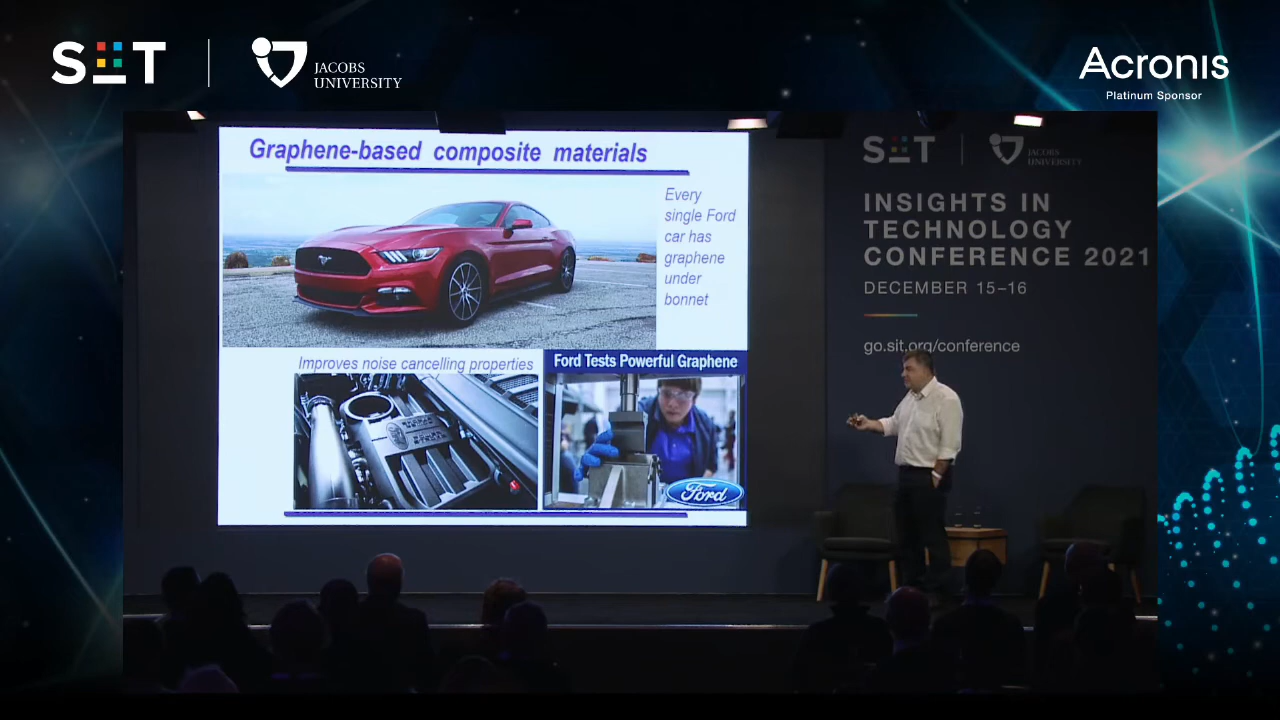 SIT
JACOBS
UNIVERSITY
Acronis
Platinum Sponsor
Graphene-based composite materials
Every
single Ford
car has
graphene
under
bonnet
Improves noise cancelling properties
Ford Tests Powerful Graphene
Ford
SIT
JACOBS
UNIVERSITY
INSIGHTS IN
TECHNOLOGY
CONFERENCE 2021
DECEMBER 15–16
go.sit.org/conference